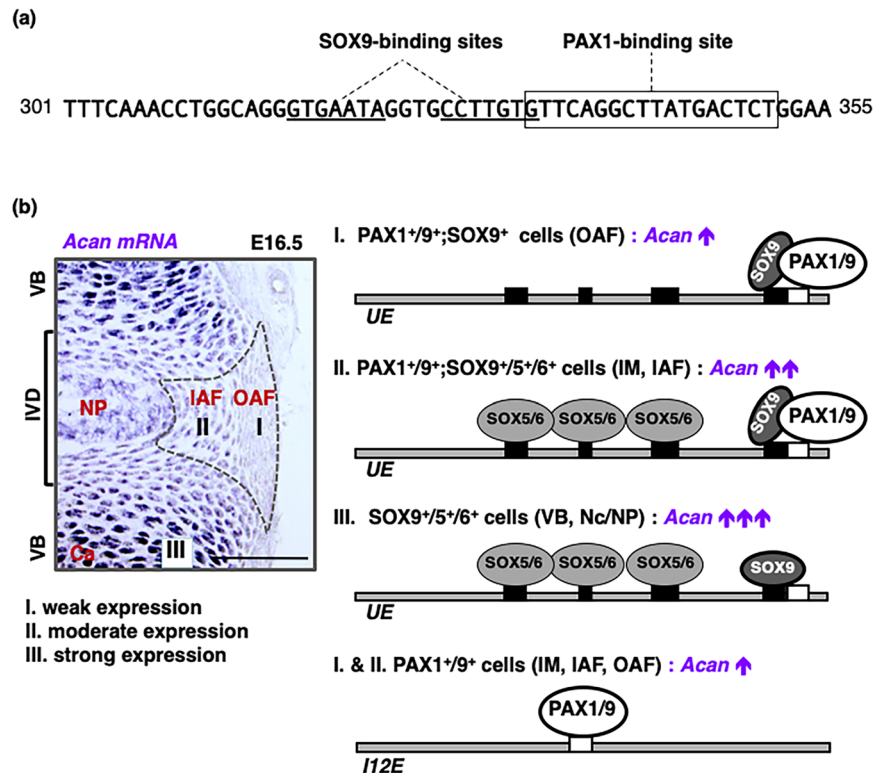 (a)
SOX9-binding sites PAX1-binding site
301 TTTCAAACCTGGCAGGGTGAATAGGTGCCTTGTGTTCAGGCTTATGACTCTGGAA 355
(b)
Acan mRNA E16.5
VB
IVD
VB
NP
IAF OAF
II I
Ca
III
I. weak expression
II. moderate expression
III. strong expression
I. PAX1⁺/9⁺;SOX9⁺ cells (OAF) : Acan ↑
SOX9
PAX1/9
UE
II. PAX1⁺/9⁺;SOX9⁺/5⁺/6⁺ cells (IM, IAF) : Acan ↑↑
SOX5/6 SOX5/6 SOX5/6
SOX9
PAX1/9
UE
III. SOX9⁺/5⁺/6⁺ cells (VB, Nc/NP) : Acan ↑↑↑
SOX5/6 SOX5/6 SOX5/6 SOX9
UE
I. & II. PAX1⁺/9⁺ cells (IM, IAF, OAF) : Acan ↑
PAX1/9
I12E